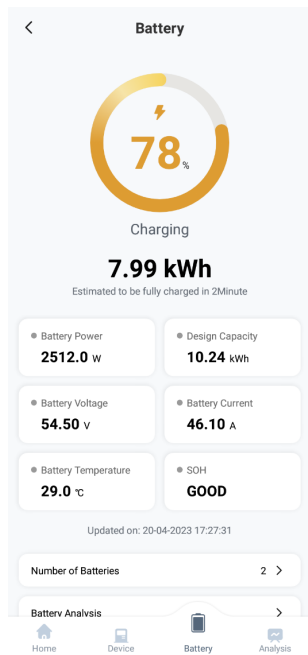 Battery
78%
Charging
7.99 kWh
Estimated to be fully charged in 2Minute
Battery Power
2512.0 W
Design Capacity
10.24 kWh
Battery Voltage
54.50 V
Battery Current
46.10 A
Battery Temperature
29.0 ℃
SOH
GOOD
Updated on: 20-04-2023 17:27:31
Number of Batteries 2
Battery Analysis
Home Device Battery Analysis